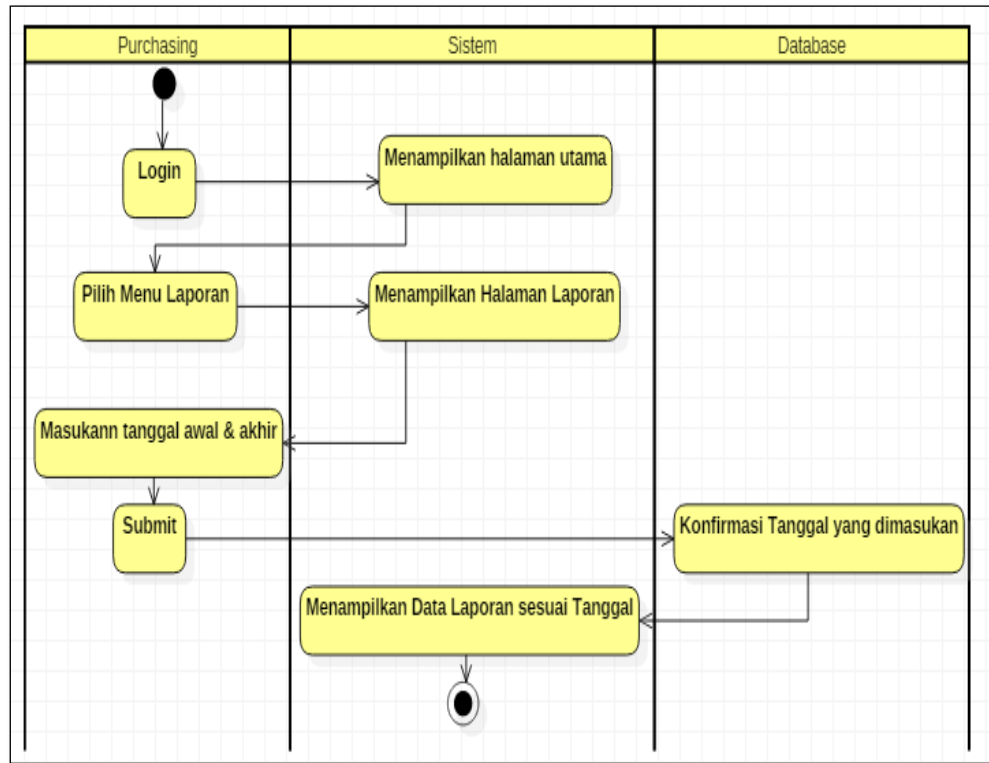 Purchasing
Sistem
Database
Login
Menampilkan halaman utama
Pilih Menu Laporan
Menampilkan Halaman Laporan
Masukann tanggal awal & akhir
Submit
Konfirmasi Tanggal yang dimasukan
Menampilkan Data Laporan sesuai Tanggal